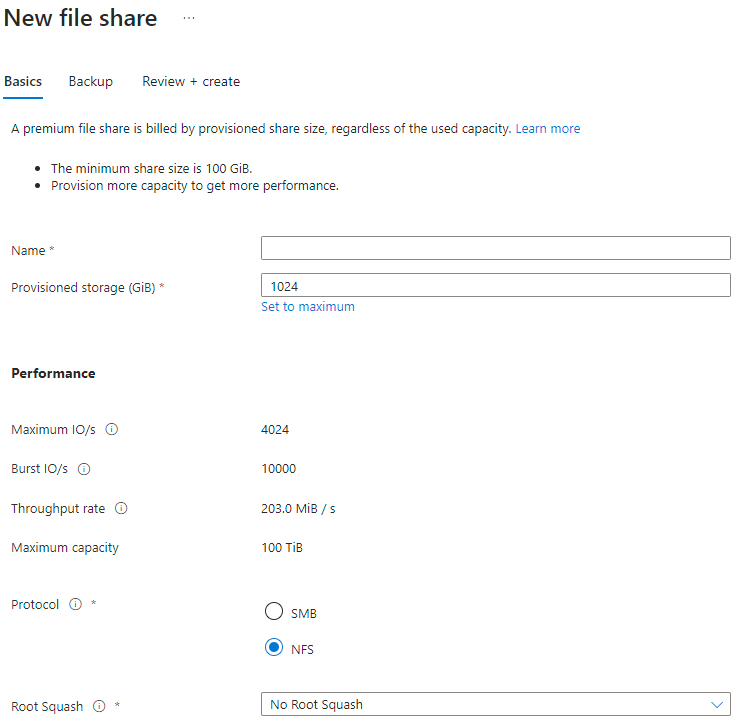 New file share ...
Basics Backup Review + create
A premium file share is billed by provisioned share size, regardless of the used capacity. Learn more
• The minimum share size is 100 GiB.
• Provision more capacity to get more performance.
Name *
Provisioned storage (GiB) * 1024
Set to maximum
Performance
Maximum IO/s 4024
Burst IO/s 10000
Throughput rate 203.0 MiB / s
Maximum capacity 100 TiB
Protocol * SMB
NFS
Root Squash * No Root Squash